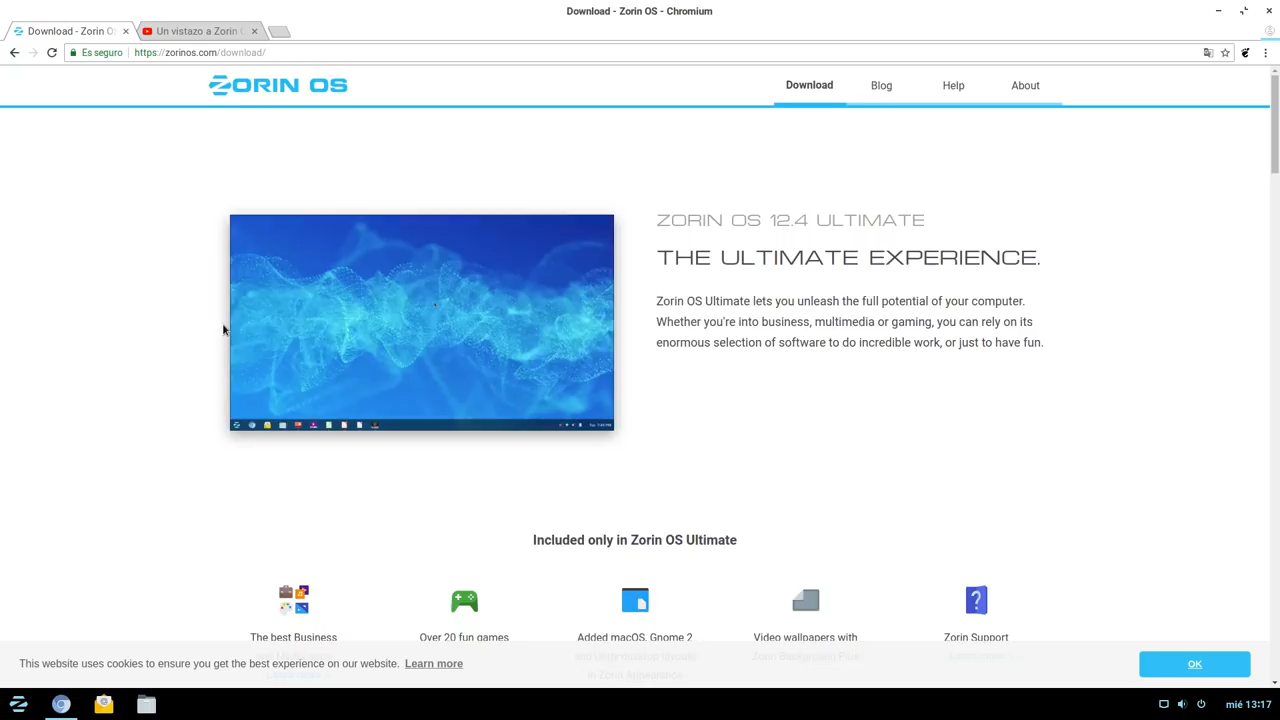 Download - Zorin OS - Chromium
Download - Zorin O
Un vistazo a Zorin
Es seguro
https://zorinos.com/download/
ZORIN OS
Download
Blog
Help
About
ZORIN OS 12.4 ULTIMATE
THE ULTIMATE EXPERIENCE.
Zorin OS Ultimate lets you unleash the full potential of your computer.
Whether you're into business, multimedia or gaming, you can rely on its
enormous selection of software to do incredible work, or just to have fun.
Included only in Zorin OS Ultimate
The best Business
Over 20 fun games
Added macOS, Gnome 2
in Zorin Appearance
Video wallpapers with
Zorin Support
This website uses cookies to ensure you get the best experience on our website. Learn more
OK
mié 13:17